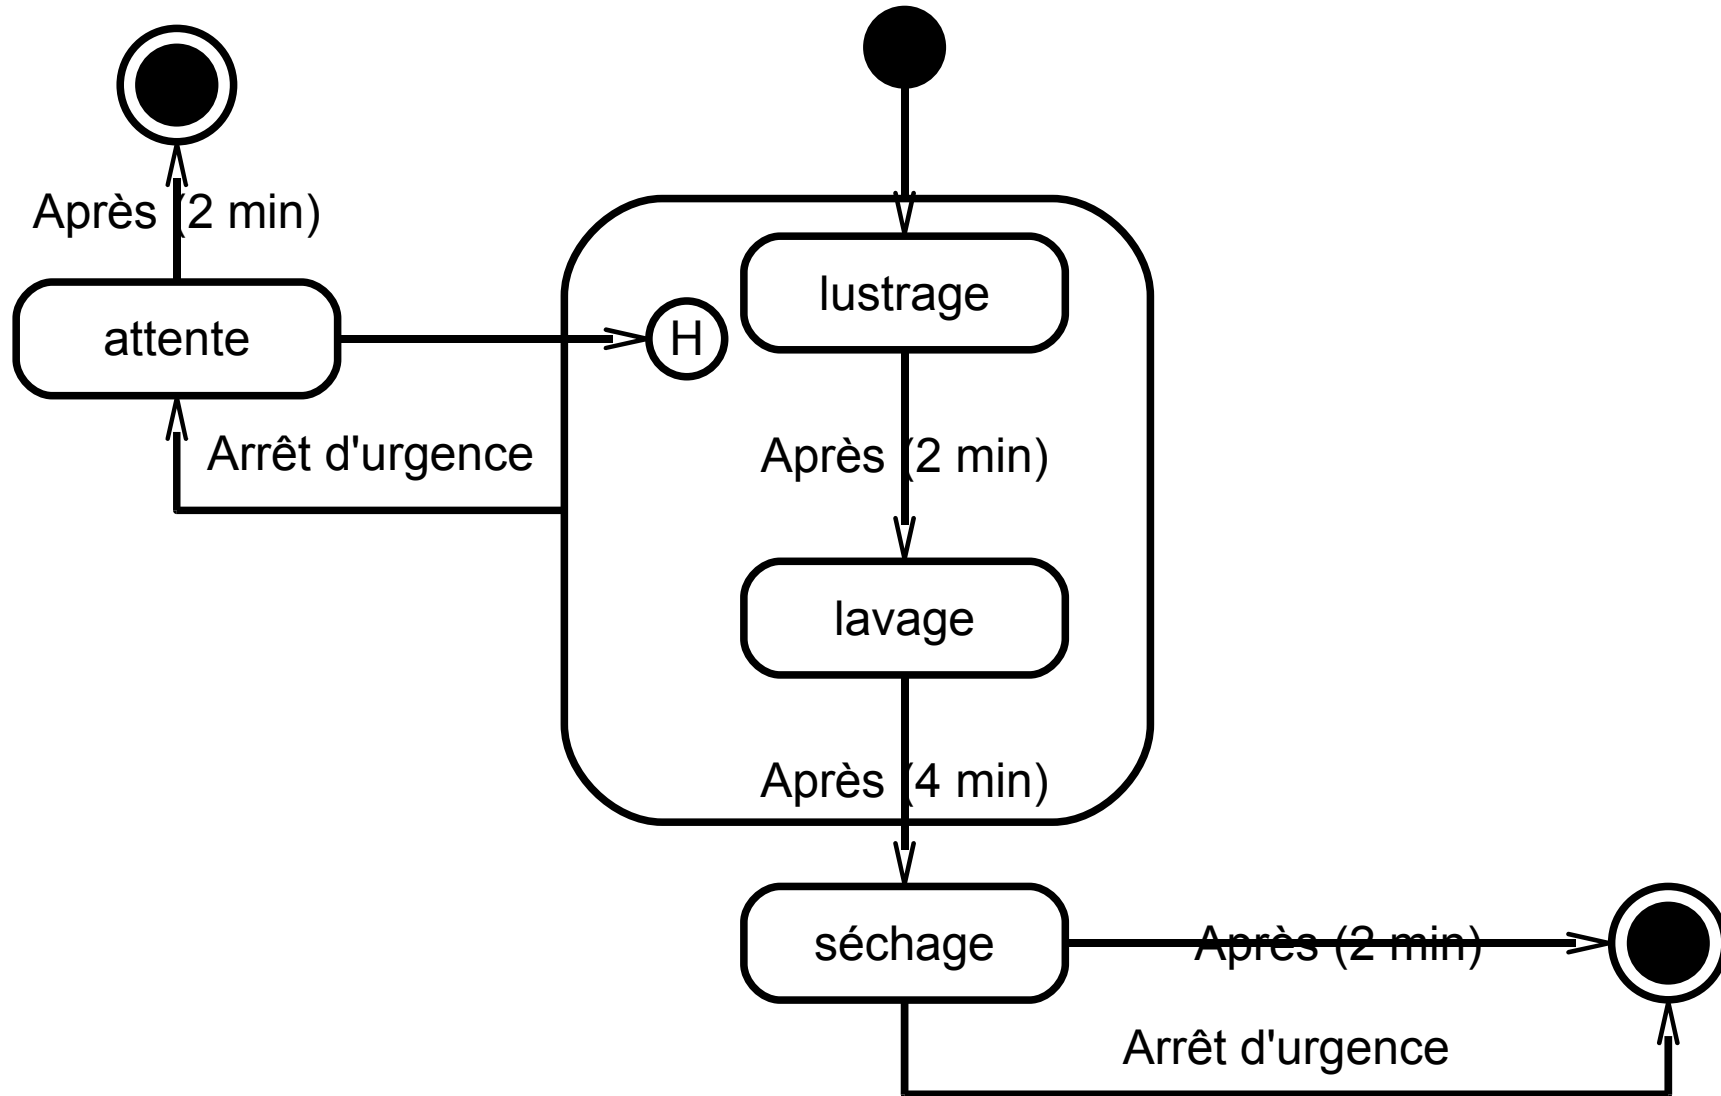 Après (2 min)
attente
Arrêt d'urgence
H
lustrage
Après (2 min)
lavage
Après (4 min)
séchage
Après (2 min)
Arrêt d'urgence